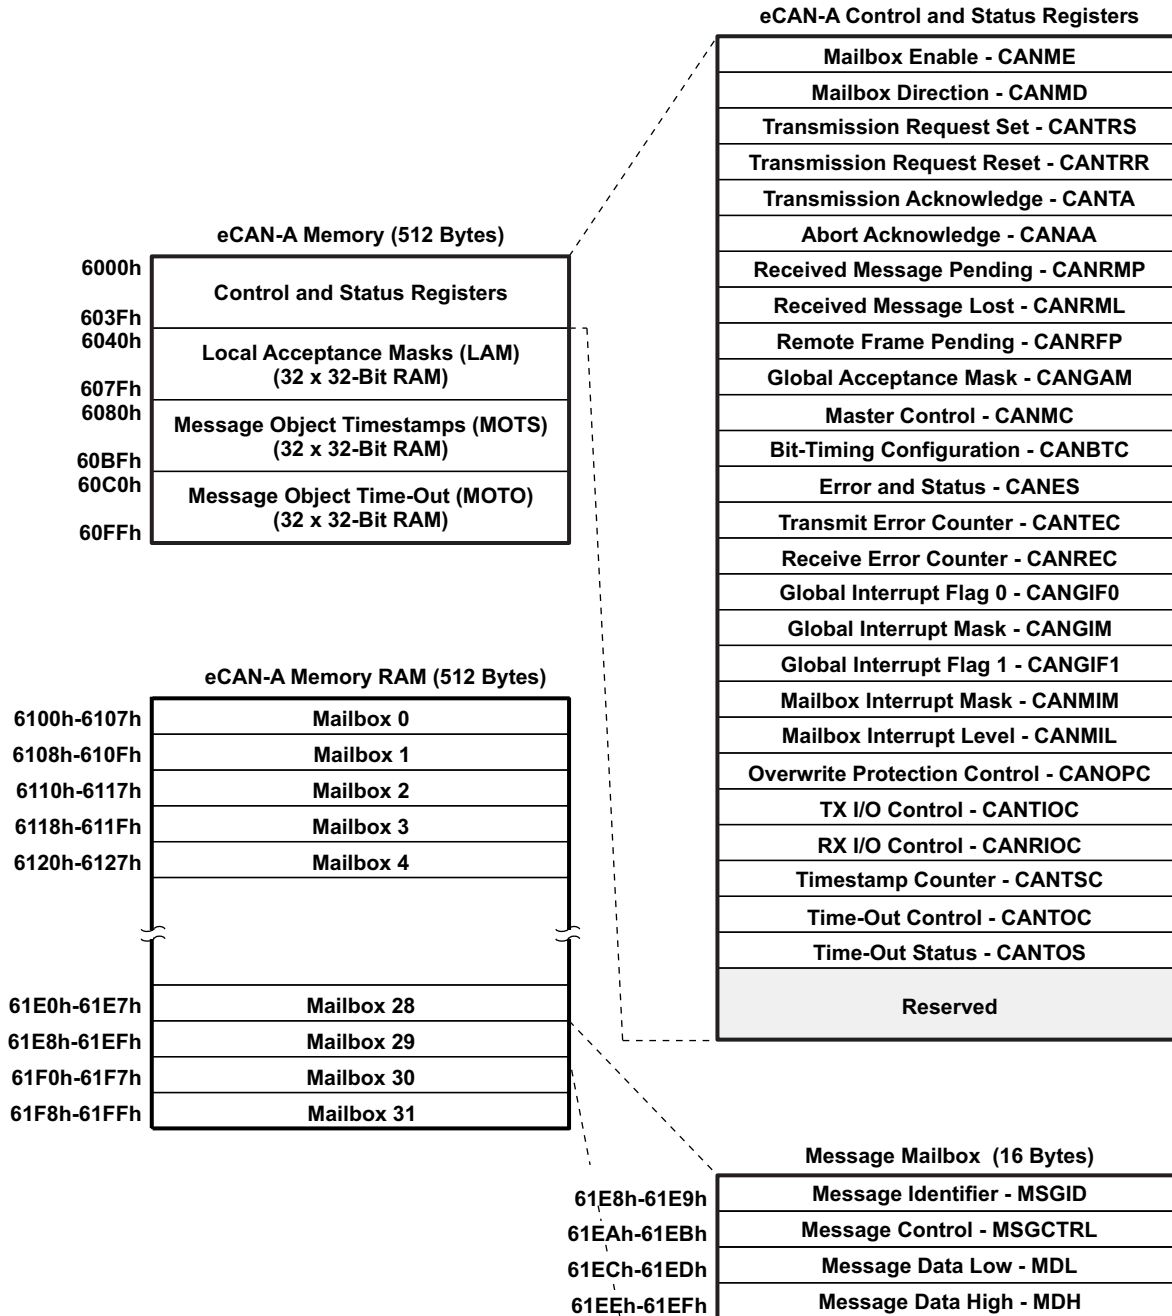 eCAN-A Control and Status Registers
Mailbox Enable - CANME
Mailbox Direction - CANMD
Transmission Request Set - CANTRS
Transmission Request Reset - CANTRR
Transmission Acknowledge - CANTA
Abort Acknowledge - CANAA
Received Message Pending - CANRMP
Received Message Lost - CANRML
Remote Frame Pending - CANRFP
Global Acceptance Mask - CANGAM
Master Control - CANMC
Bit-Timing Configuration - CANBTC
Error and Status - CANES
Transmit Error Counter - CANTEC
Receive Error Counter - CANREC
Global Interrupt Flag 0 - CANGIF0
Global Interrupt Mask - CANGIM
Global Interrupt Flag 1 - CANGIF1
Mailbox Interrupt Mask - CANMIM
Mailbox Interrupt Level - CANMIL
Overwrite Protection Control - CANOPC
TX I/O Control - CANTIOC
RX I/O Control - CANRIOC
Timestamp Counter - CANTSC
Time-Out Control - CANTOC
Time-Out Status - CANTOS
Reserved
eCAN-A Memory (512 Bytes)
6000h
Control and Status Registers
603Fh
6040h
Local Acceptance Masks (LAM)
(32 x 32-Bit RAM)
607Fh
6080h
Message Object Timestamps (MOTS)
(32 x 32-Bit RAM)
60BFh
60C0h
Message Object Time-Out (MOTO)
(32 x 32-Bit RAM)
60FFh
eCAN-A Memory RAM (512 Bytes)
6100h-6107h Mailbox 0
6108h-610Fh Mailbox 1
6110h-6117h Mailbox 2
6118h-611Fh Mailbox 3
6120h-6127h Mailbox 4
61E0h-61E7h Mailbox 28
61E8h-61EFh Mailbox 29
61F0h-61F7h Mailbox 30
61F8h-61FFh Mailbox 31
Message Mailbox (16 Bytes)
61E8h-61E9h Message Identifier - MSGID
61EAh-61EBh Message Control - MSGCTRL
61ECh-61EDh Message Data Low - MDL
61EEh-61EFh Message Data High - MDH